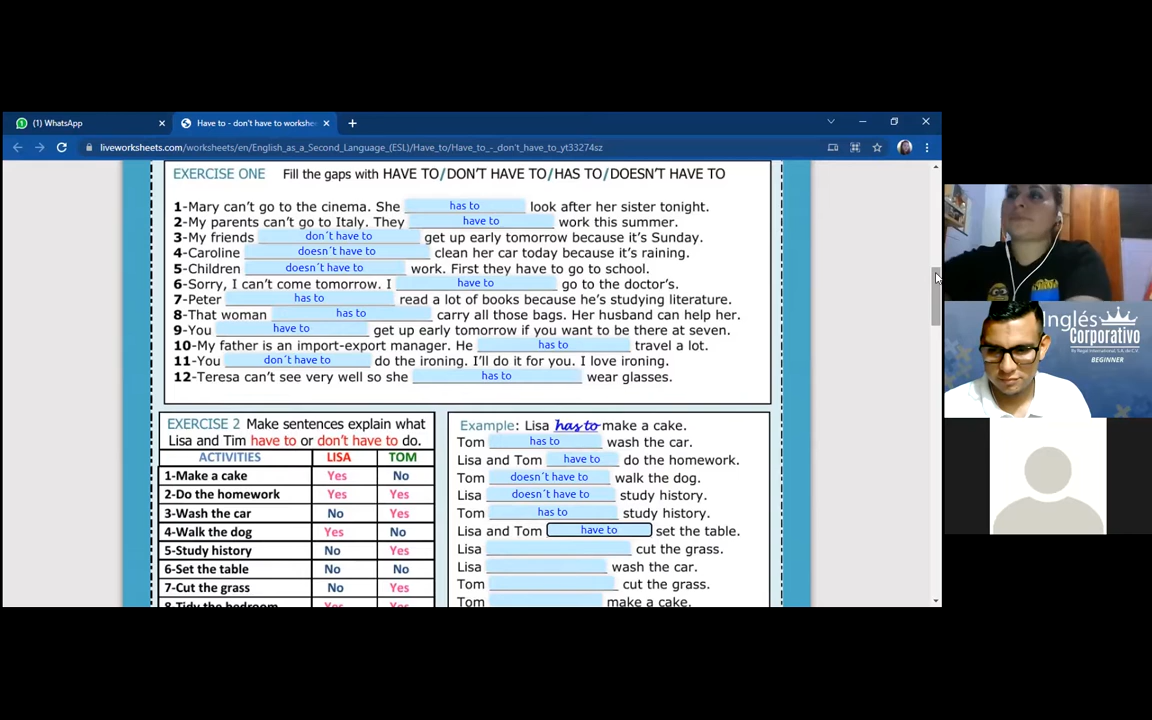 (1) WhatsApp
Have to - don't have to workshee
liveworksheets.com/worksheets/en/English_as_a_Second_Language_(ESL)/Have_to/Have_to_-_don't_have_to_yt33274sz
EXERCISE ONE Fill the gaps with HAVE TO/DON'T HAVE TO/HAS TO/DOESN'T HAVE TO
1-Mary can't go to the cinema. She has to look after her sister tonight.
2-My parents can't go to Italy. They have to work this summer.
3-My friends don´t have to get up early tomorrow because it's Sunday.
4-Caroline doesn´t have to clean her car today because it's raining.
5-Children doesn´t have to work. First they have to go to school.
6-Sorry, I can't come tomorrow. I have to go to the doctor's.
7-Peter has to read a lot of books because he's studying literature.
8-That woman has to carry all those bags. Her husband can help her.
9-You have to get up early tomorrow if you want to be there at seven.
10-My father is an import-export manager. He has to travel a lot.
11-You don´t have to do the ironing. I'll do it for you. I love ironing.
12-Teresa can't see very well so she has to wear glasses.
EXERCISE 2 Make sentences explain what
Lisa and Tim have to or don't have to do.
ACTIVITIES LISA TOM
1-Make a cake Yes No
2-Do the homework Yes Yes
3-Wash the car No Yes
4-Walk the dog Yes No
5-Study history No Yes
6-Set the table No No
7-Cut the grass No Yes
8-Tidy the bedroom Yes Yes
Example: Lisa has to make a cake.
Tom has to wash the car.
Lisa and Tom have to do the homework.
Tom doesn´t have to walk the dog.
Lisa doesn´t have to study history.
Tom has to study history.
Lisa and Tom have to set the table.
Lisa cut the grass.
Lisa wash the car.
Tom cut the grass.
Tom make a cake.
Inglés
Corporativo
By Regal International, S.A. de C.V.
BEGINNER